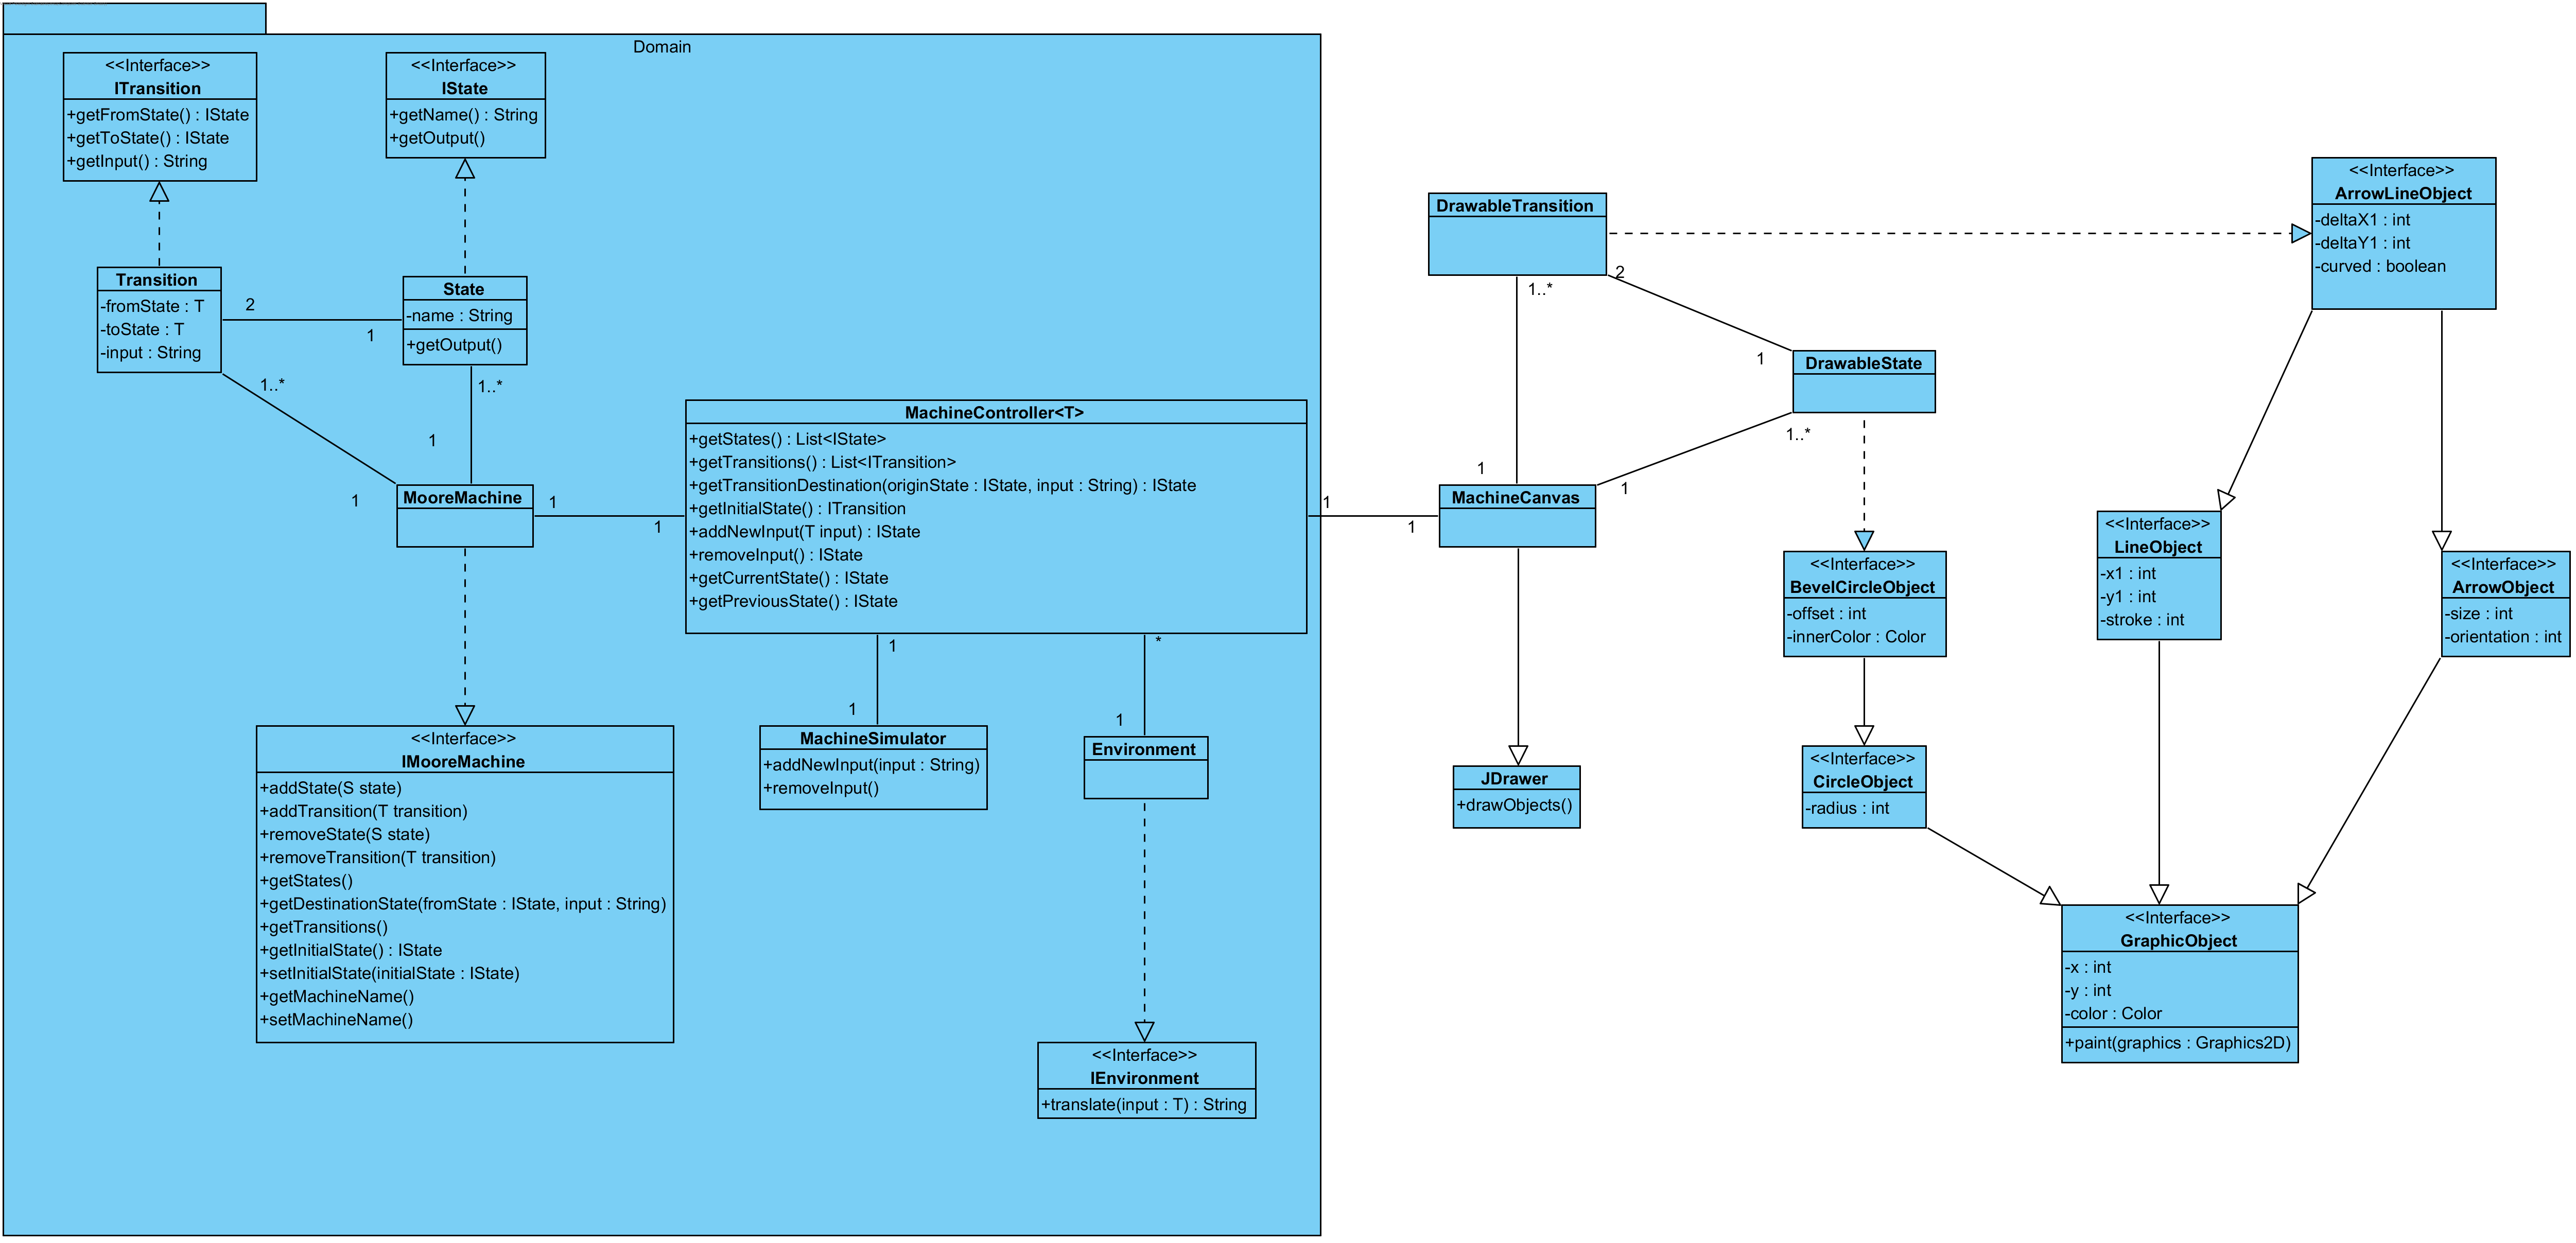 Domain
<<Interface>>
ITransition
+getFromState() : IState
+getToState() : IState
+getInput() : String
<<Interface>>
IState
+getName() : String
+getOutput()
Transition
-fromState : T
-toState : T
-input : String
2
1
State
-name : String
+getOutput()
1..*
1..*
1
1
MooreMachine
1
1
MachineController<T>
+getStates() : List<IState>
+getTransitions() : List<ITransition>
+getTransitionDestination(originState : IState, input : String) : IState
+getInitialState() : ITransition
+addNewInput(T input) : IState
+removeInput() : IState
+getCurrentState() : IState
+getPreviousState() : IState
1
1
*
1
<<Interface>>
IMooreMachine
+addState(S state)
+addTransition(T transition)
+removeState(S state)
+removeTransition(T transition)
+getStates()
+getDestinationState(fromState : IState, input : String)
+getTransitions()
+getInitialState() : IState
+setInitialState(initialState : IState)
+getMachineName()
+setMachineName()
MachineSimulator
+addNewInput(input : String)
+removeInput()
Environment
<<Interface>>
IEnvironment
+translate(input : T) : String
1
1
DrawableTransition
2
1..*
1
DrawableState
1..*
1
1
MachineCanvas
JDrawer
+drawObjects()
<<Interface>>
BevelCircleObject
-offset : int
-innerColor : Color
<<Interface>>
CircleObject
-radius : int
<<Interface>>
ArrowLineObject
-deltaX1 : int
-deltaY1 : int
-curved : boolean
<<Interface>>
LineObject
-x1 : int
-y1 : int
-stroke : int
<<Interface>>
ArrowObject
-size : int
-orientation : int
<<Interface>>
GraphicObject
-x : int
-y : int
-color : Color
+paint(graphics : Graphics2D)